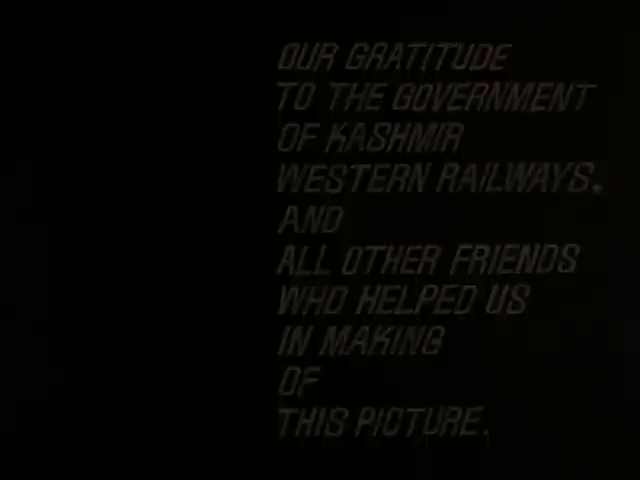 OUR GRATITUDE
TO THE GOVERNMENT
OF KASHMIR
WESTERN RAILWAYS.
AND
ALL OTHER FRIENDS
WHO HELPED US
IN MAKING
OF
THIS PICTURE.